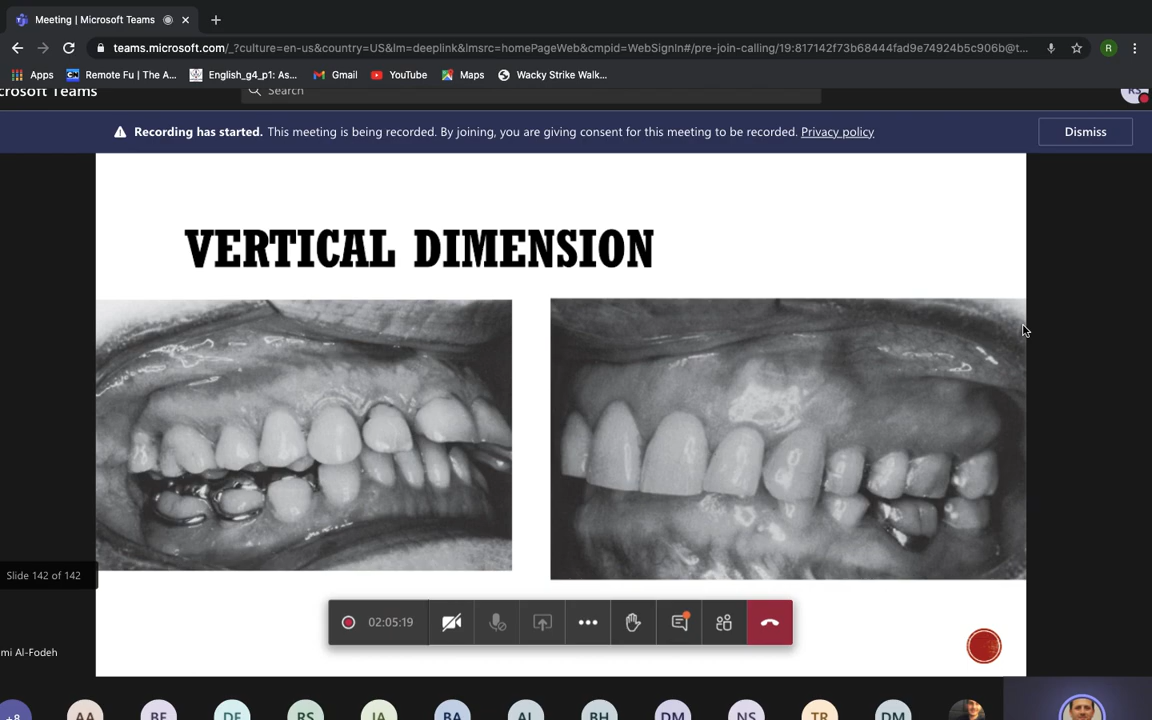 Meeting | Microsoft Teams
teams.microsoft.com/_?culture=en-us&country=US&lm=deeplink&lmsrc=homePageWeb&cmpid=WebSignIn#/pre-join-calling/19:817142f73b68444fad9e74924b5c906b@t...
R
Apps
Remote Fu | The A...
English_g4_p1: As...
Gmail
YouTube
Maps
Wacky Strike Walk...
crosoft Teams
Search
RS
Recording has started. This meeting is being recorded. By joining, you are giving consent for this meeting to be recorded. Privacy policy
Dismiss
VERTICAL DIMENSION
Slide 142 of 142
02:05:19
mi Al-Fodeh
+8
AA
BE
DF
RS
JA
BA
AL
BH
DM
NS
TR
DM